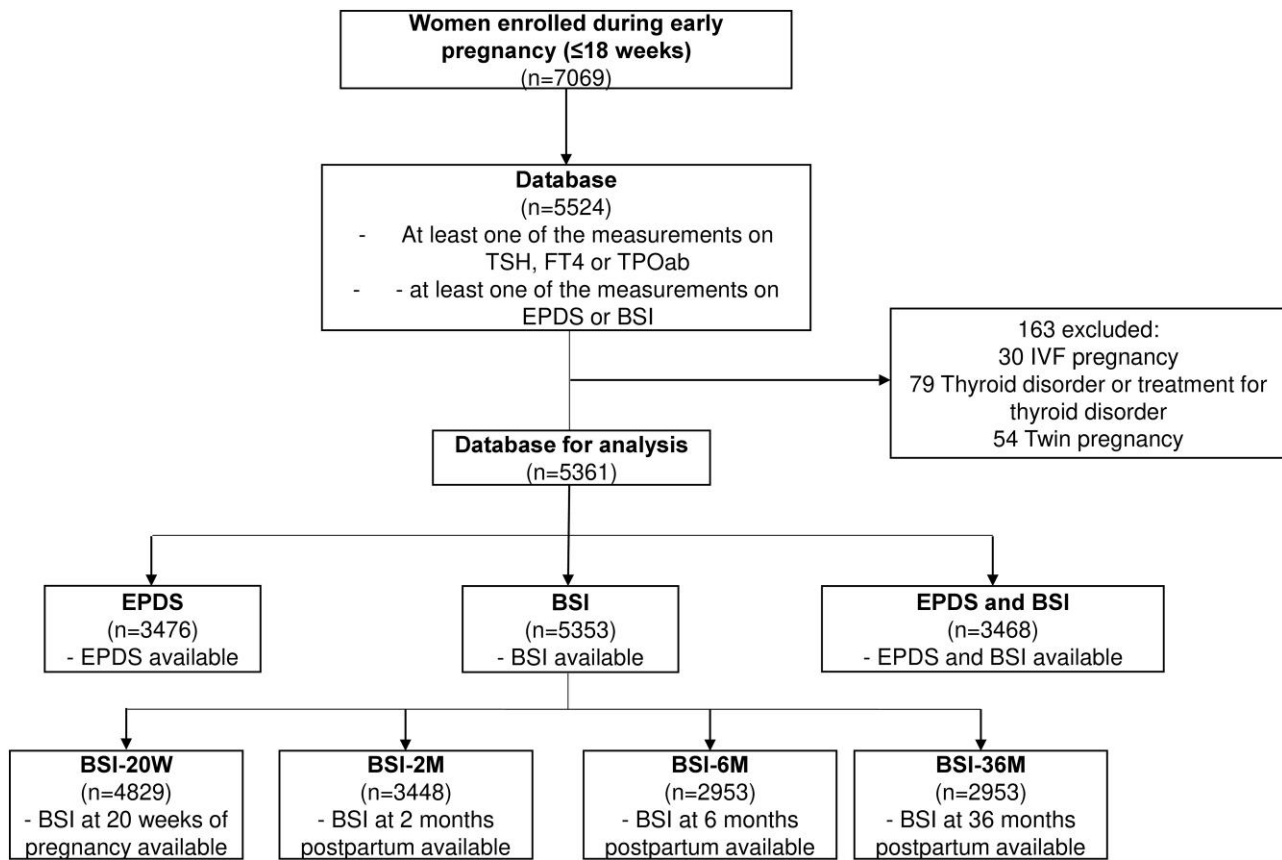 Women enrolled during early
pregnancy (≤18 weeks)
(n=7069)
Database
(n=5524)
- At least one of the measurements on
TSH, FT4 or TPOab
- - at least one of the measurements on
EPDS or BSI
163 excluded:
30 IVF pregnancy
79 Thyroid disorder or treatment for
thyroid disorder
54 Twin pregnancy
Database for analysis
(n=5361)
EPDS
(n=3476)
- EPDS available
BSI
(n=5353)
- BSI available
EPDS and BSI
(n=3468)
- EPDS and BSI available
BSI-20W
(n=4829)
- BSI at 20 weeks of
pregnancy available
BSI-2M
(n=3448)
- BSI at 2 months
postpartum available
BSI-6M
(n=2953)
- BSI at 6 months
postpartum available
BSI-36M
(n=2953)
- BSI at 36 months
postpartum available